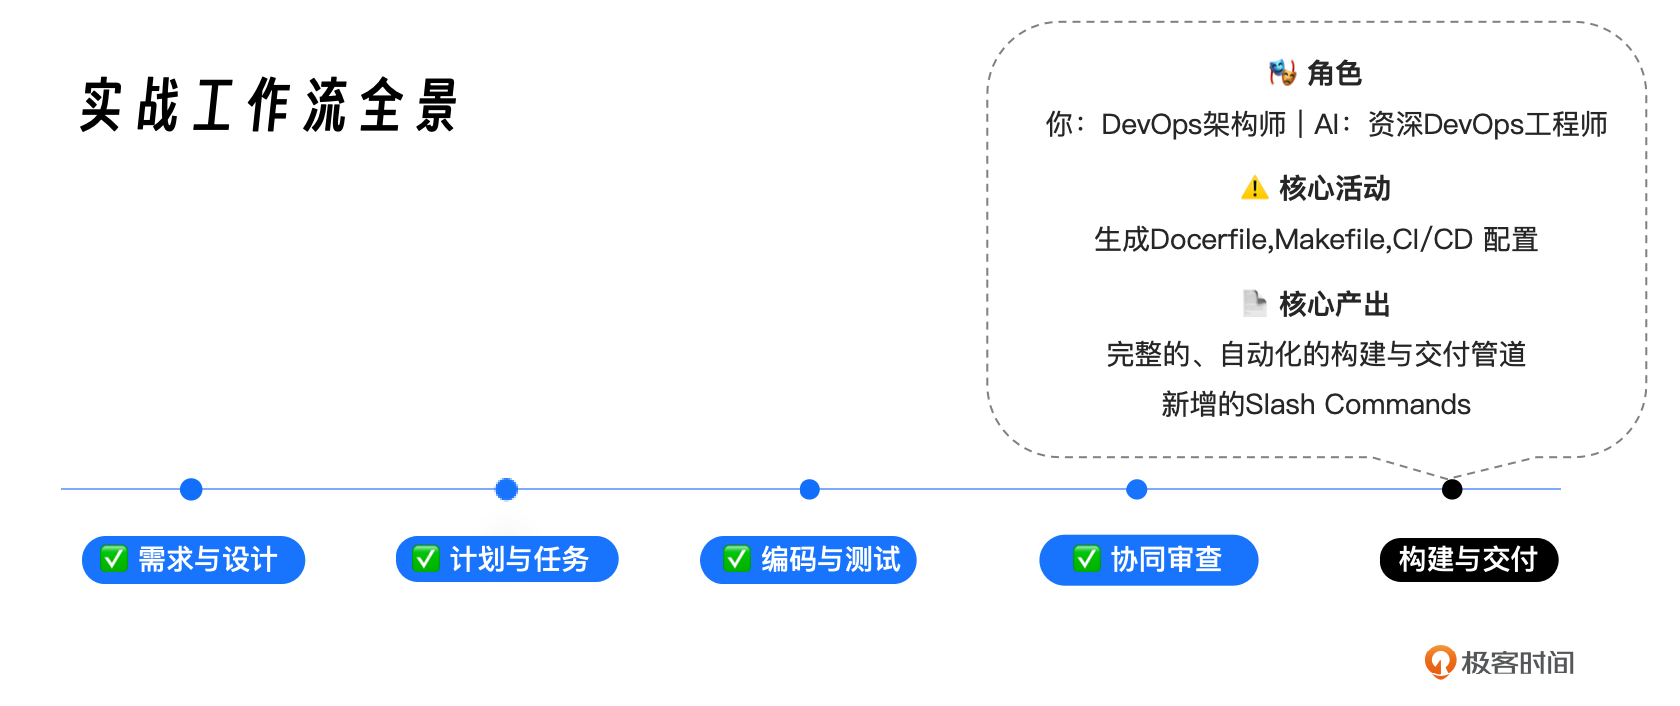 实战工作流全景
角色
你：DevOps架构师｜AI：资深DevOps工程师
核心活动
生成Docerfile,Makefile,CI/CD 配置
核心产出
完整的、自动化的构建与交付管道
新增的Slash Commands
需求与设计
计划与任务
编码与测试
协同审查
构建与交付
极客时间